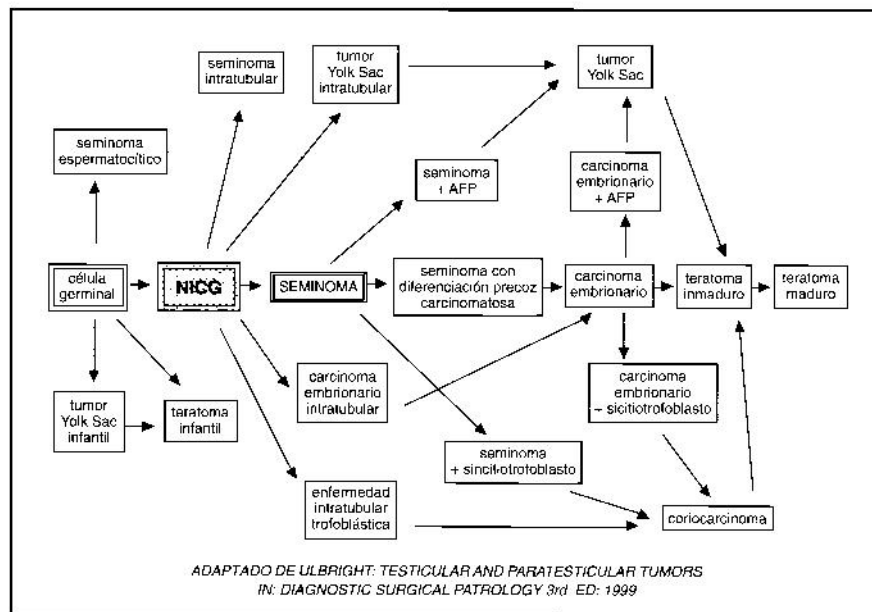 seminoma
intratubular
tumor
Yolk Sac
intratubular
tumor
Yolk Sac
seminoma
espermatocítico
seminoma
+ AFP
carcinoma
embrionario
+ AFP
célula
germinal
NICG
SEMINOMA
seminoma con
diferenciación precoz
carcinomatosa
carcinoma
embrionario
teratoma
inmaduro
teratoma
maduro
tumor
Yolk Sac
infantil
teratoma
infantil
carcinoma
embrionario
intratubular
carcinoma
embrionario
+ sicitiotrofoblasto
seminoma
+ sincitiotrofoblasto
enfermedad
intratubular
trofoblástica
coriocarcinoma
ADAPTADO DE ULBRIGHT: TESTICULAR AND PARATESTICULAR TUMORS
IN: DIAGNOSTIC SURGICAL PATROLOGY 3rd ED: 1999